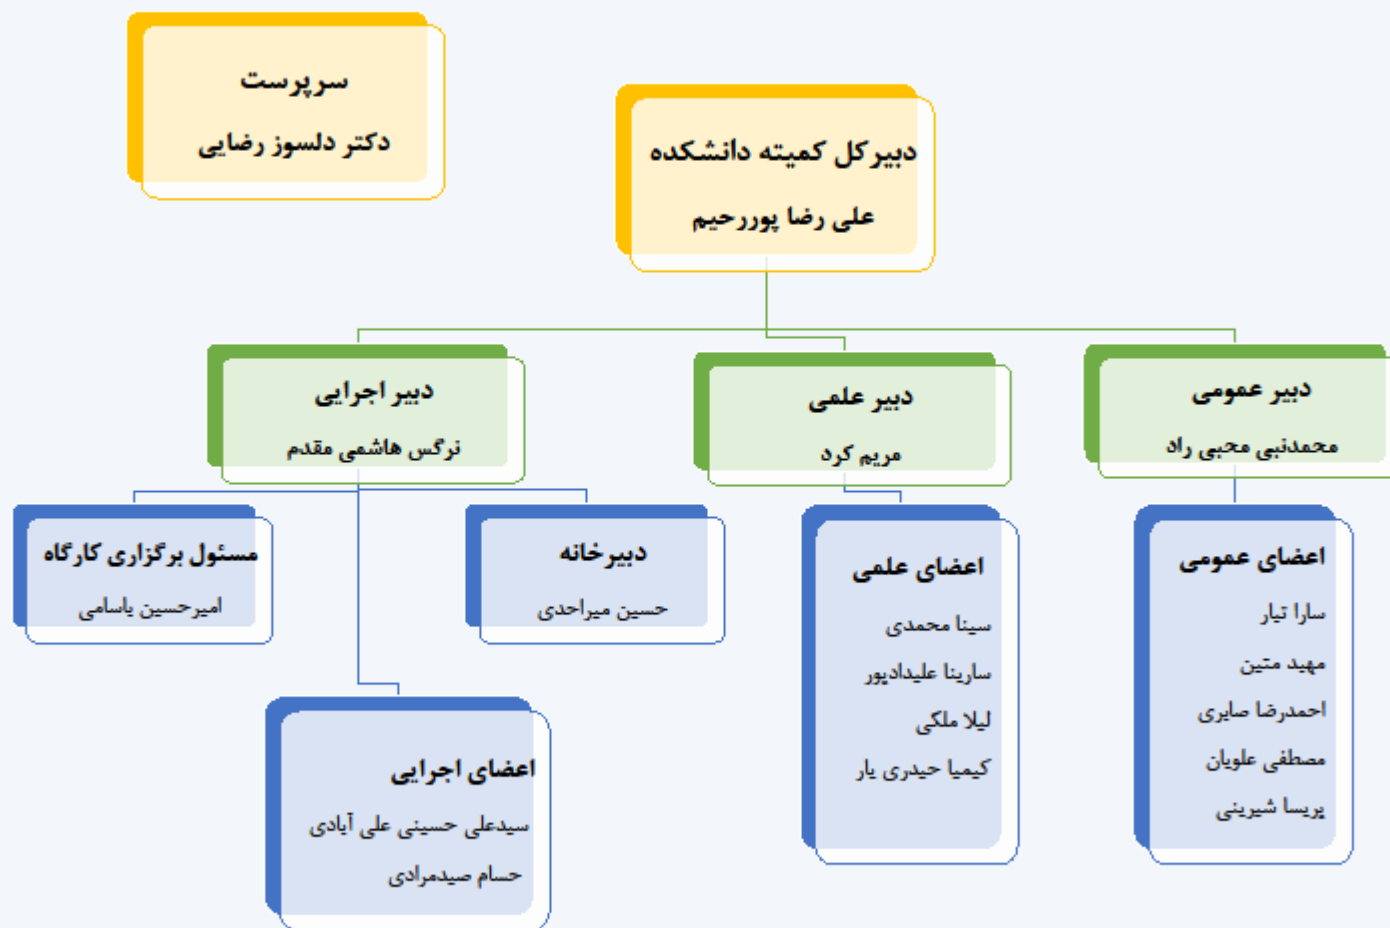 سرپرست
دکتر دلسوز رضایی
دبیرکل کمیته دانشکده
علی رضا پوررحیم
دبیر عمومی
محمدنبی محبی راد
دبیر علمی
مریم کرد
دبیر اجرایی
نرگس هاشمی مقدم
اعضای عمومی
سارا تیار
مهید متین
احمدرضا صابری
مصطفی علویان
پریسا شیرینی
اعضای علمی
سینا محمدی
سارینا علیدادپور
لیلا ملکی
کیمیا حیدری یار
دبیرخانه
حسین میراحدی
مسئول برگزاری کارگاه
امیرحسین یاسامی
اعضای اجرایی
سیدعلی حسینی علی آبادی
حسام صیدمرادی